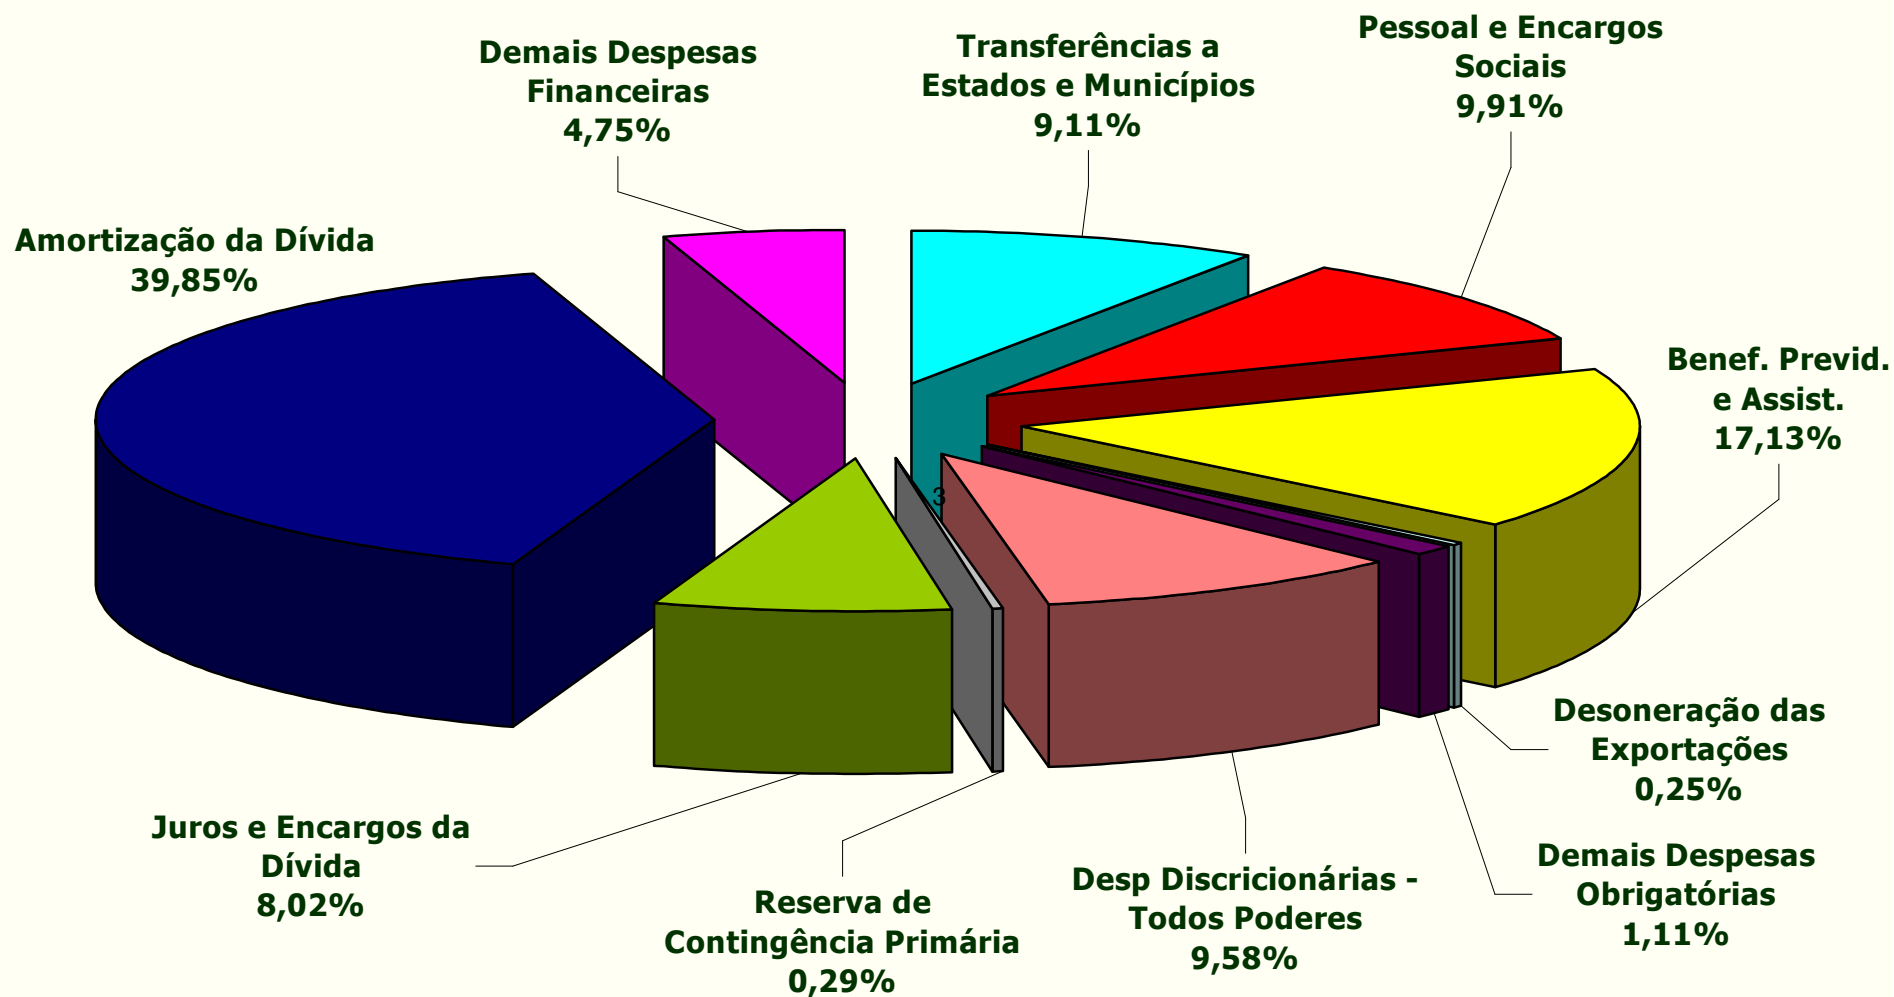 Demais Despesas
Financeiras
4,75%
Transferências a
Estados e Municípios
9,11%
Pessoal e Encargos
Sociais
9,91%
Amortização da Dívida
39,85%
Benef. Previd.
e Assist.
17,13%
3
Desoneração das
Exportações
0,25%
Juros e Encargos da
Dívida
8,02%
Reserva de
Contingência Primária
0,29%
Desp Discricionárias -
Todos Poderes
9,58%
Demais Despesas
Obrigatórias
1,11%